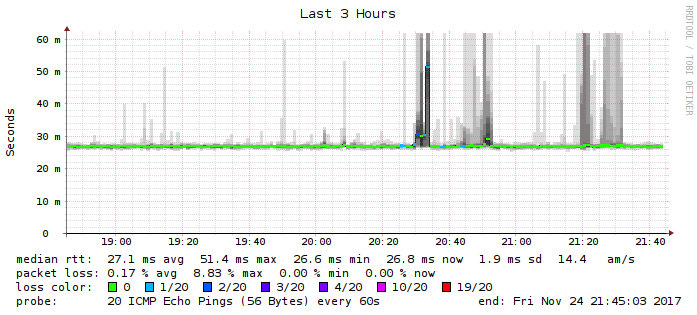 Last 3 Hours
RRDTOOL / TOBI OETIKER
Seconds
60 m
50 m
40 m
30 m
20 m
10 m
0
19:00 19:20 19:40 20:00 20:20 20:40 21:00 21:20 21:40
median rtt: 27.1 ms avg 51.4 ms max 26.6 ms min 26.8 ms now 1.9 ms sd 14.4 am/s
packet loss: 0.17 % avg 8.83 % max 0.00 % min 0.00 % now
loss color: 0 1/20 2/20 3/20 4/20 10/20 19/20
probe: 20 ICMP Echo Pings (56 Bytes) every 60s end: Fri Nov 24 21:45:03 2017